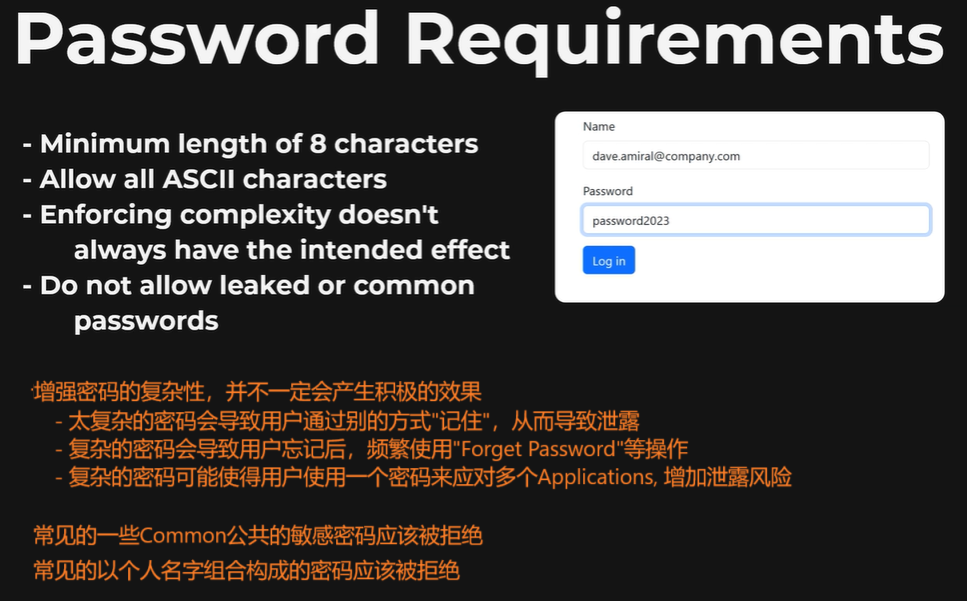 Password Requirements
- Minimum length of 8 characters
- Allow all ASCII characters
- Enforcing complexity doesn't
always have the intended effect
- Do not allow leaked or common
passwords
Name
dave.amiral@company.com
Password
password2023
Log in
增强密码的复杂性，并不一定会产生积极的效果
- 太复杂的密码会导致用户通过别的方式"记住"，从而导致泄露
- 复杂的密码会导致用户忘记后，频繁使用"Forget Password"等操作
- 复杂的密码可能使得用户使用一个密码来应对多个Applications, 增加泄露风险
常见的一些Common公共的敏感密码应该被拒绝
常见的以个人名字组合构成的密码应该被拒绝